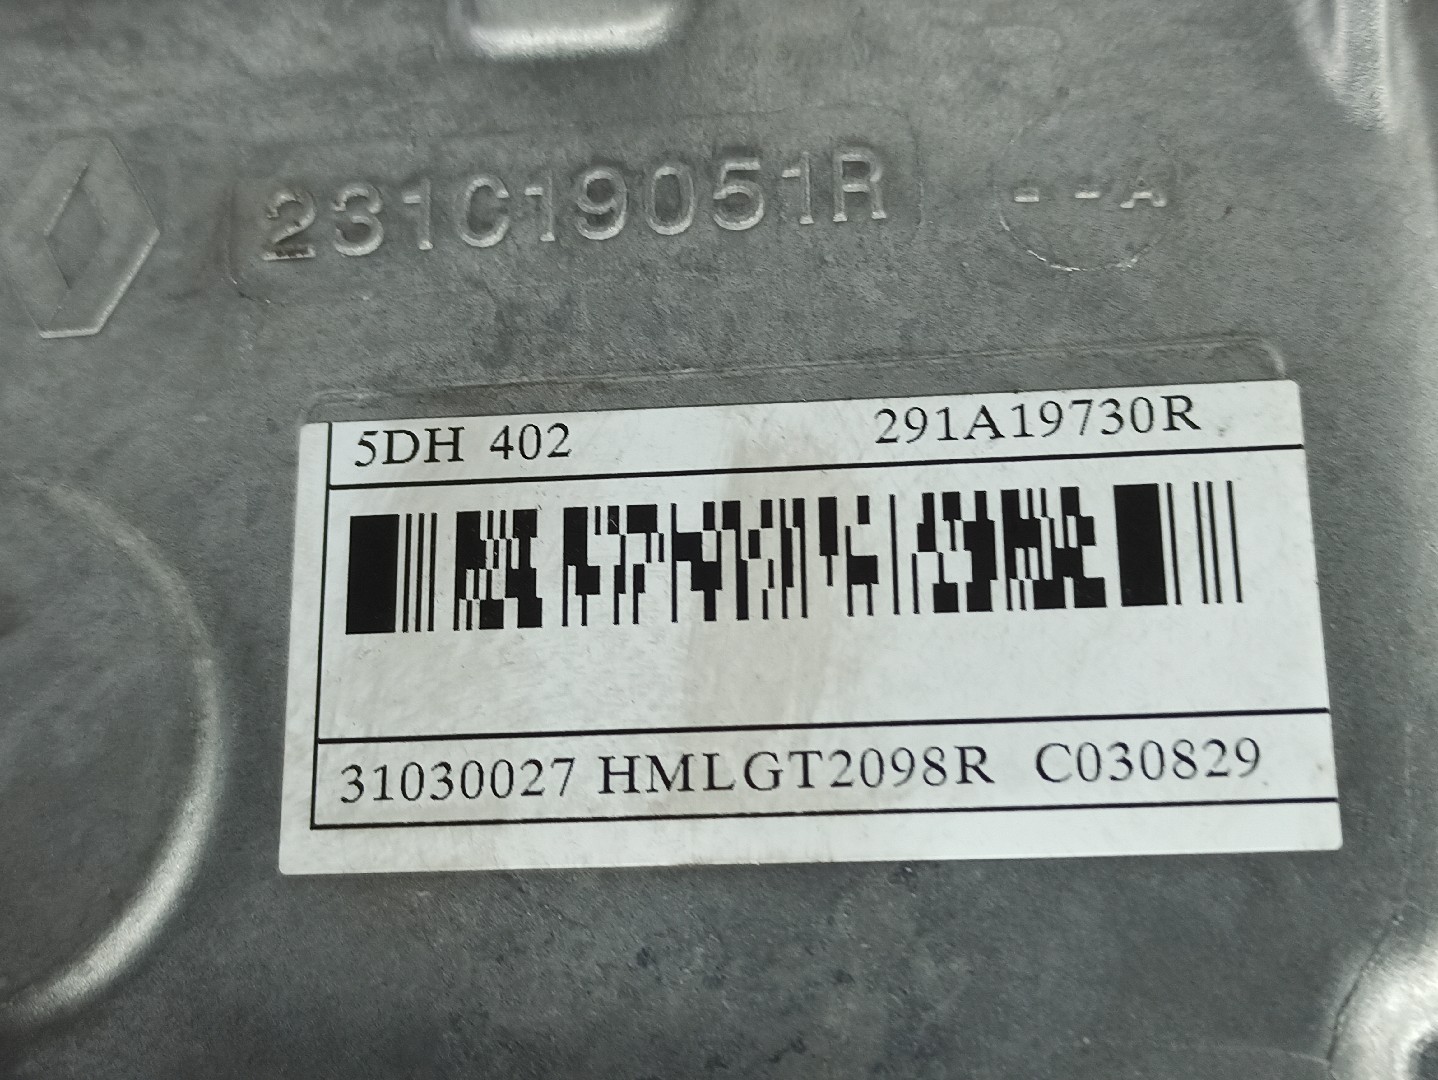 231C19051R
--A
5DH 402 291A19730R
31030027 HMLGT2098R C030829